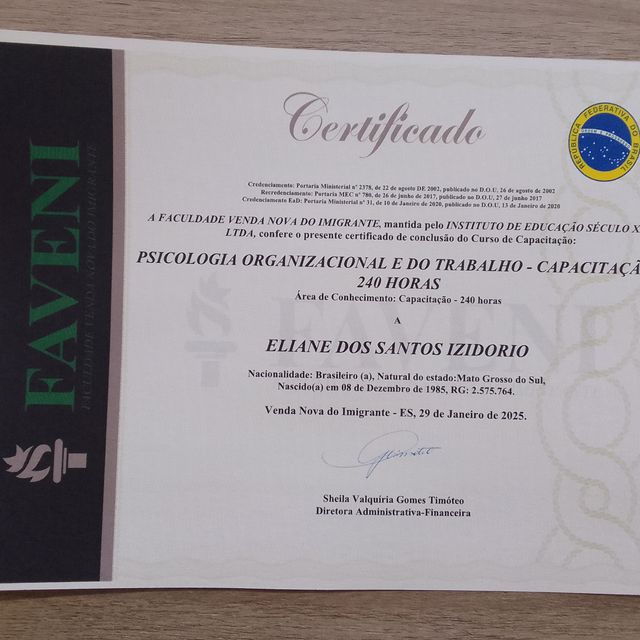 FAVENI
FACULDADE VENDA NOVA DO IMIGRANTE
Certificado
REPÚBLICA FEDERATIVA DO BRASIL
ORDEM E PROGRESSO
Credenciamento: Portaria Ministerial nº 2378, de 22 de agosto DE 2002, publicado no D.O.U, 26 de agosto de 2002
Recredenciamento: Portaria MEC nº 780, de 26 de junho de 2017, publicado no D.O.U, 27 de junho 2017
Credenciamento EaD: Portaria Ministerial nº 31, de 10 de Janeiro de 2020, publicado no D.O.U, 13 de Janeiro de 2020
A FACULDADE VENDA NOVA DO IMIGRANTE, mantida pelo INSTITUTO DE EDUCAÇÃO SÉCULO X
LTDA, confere o presente certificado de conclusão do Curso de Capacitação:
PSICOLOGIA ORGANIZACIONAL E DO TRABALHO - CAPACITAÇÃ
240 HORAS
Área de Conhecimento: Capacitação - 240 horas
A
FAVENI
ELIANE DOS SANTOS IZIDORIO
Nacionalidade: Brasileiro (a), Natural do estado:Mato Grosso do Sul,
Nascido(a) em 08 de Dezembro de 1985, RG: 2.575.764.
Venda Nova do Imigrante - ES, 29 de Janeiro de 2025.
Sheila Valquíria Gomes Timóteo
Diretora Administrativa-Financeira